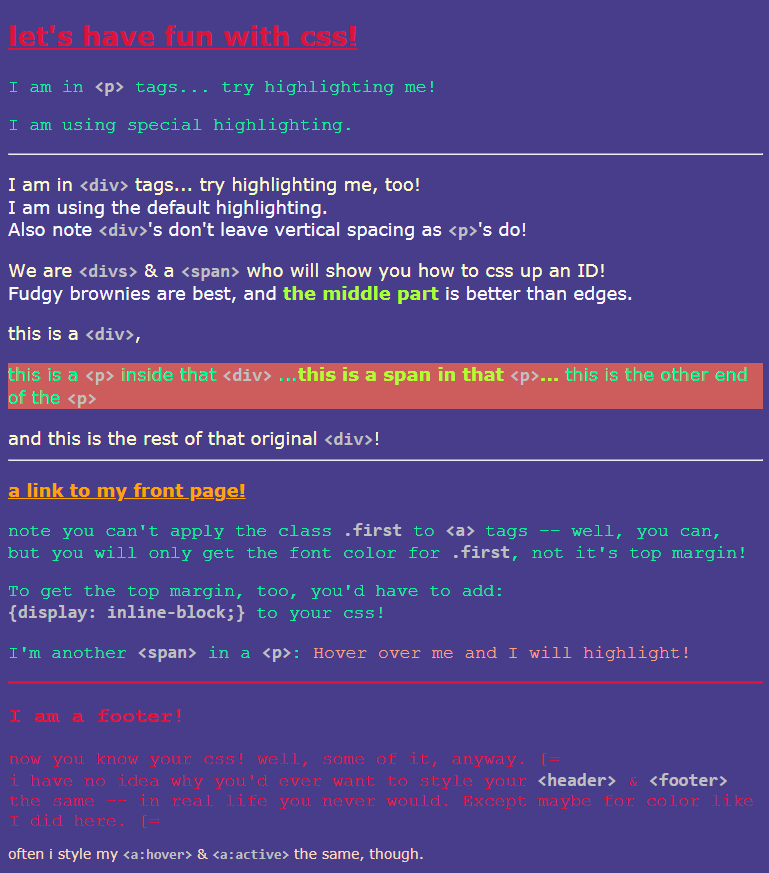 let's have fun with css!
I am in <p> tags... try highlighting me!
I am using special highlighting.
I am in <div> tags... try highlighting me, too!
I am using the default highlighting.
Also note <div>'s don't leave vertical spacing as <p>'s do!
We are <divs> & a <span> who will show you how to css up an ID!
Fudgy brownies are best, and the middle part is better than edges.
this is a <div>,
this is a <p> inside that <div> ...this is a span in that <p>... this is the other end
of the <p>
and this is the rest of that original <div>!
a link to my front page!
note you can't apply the class .first to <a> tags -- well, you can,
but you will only get the font color for .first, not it's top margin!
To get the top margin, too, you'd have to add:
{display: inline-block;} to your css!
I'm another <span> in a <p>: Hover over me and I will highlight!
I am a footer!
now you know your css! well, some of it, anyway. [=
i have no idea why you'd ever want to style your <header> & <footer>
the same -- in real life you never would. Except maybe for color like
I did here. [=
often i style my <a:hover> & <a:active> the same, though.